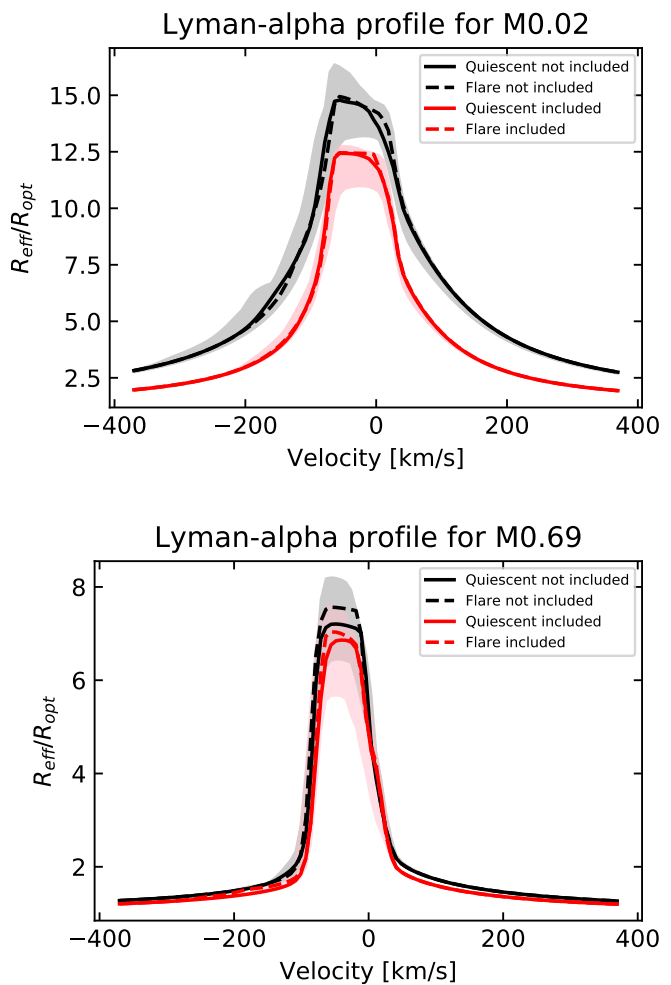 Lyman-alpha profile for M0.02
Quiescent not included
Flare not included
Quiescent included
Flare included
15.0
12.5
10.0
7.5
5.0
2.5
R_eff/R_opt
−400 −200 0 200 400
Velocity [km/s]
Lyman-alpha profile for M0.69
Quiescent not included
Flare not included
Quiescent included
Flare included
8
6
4
2
R_eff/R_opt
−400 −200 0 200 400
Velocity [km/s]